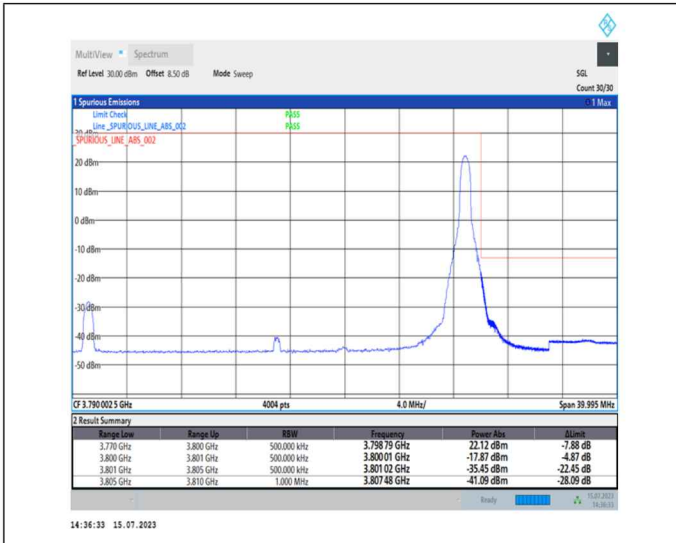 MultiView Spectrum
Ref Level 30.00 dBm Offset 8.50 dB Mode Sweep SGL
Count 30/30
1 Spurious Emissions 1 Max
Limit Check PASS
Line _SPURIOUS_LINE_ABS_002 PASS
30 dBm
_SPURIOUS_LINE_ABS_002
20 dBm
10 dBm
0 dBm
-10 dBm
-20 dBm
-30 dBm
-40 dBm
-50 dBm
CF 3.790 002 5 GHz 4004 pts 4.0 MHz/ Span 39.995 MHz
2 Result Summary
Range Low Range Up RBW Frequency Power Abs ΔLimit
3.770 GHz 3.800 GHz 500.000 kHz 3.798 79 GHz 22.12 dBm -7.88 dB
3.800 GHz 3.801 GHz 500.000 kHz 3.800 01 GHz -17.87 dBm -4.87 dB
3.801 GHz 3.805 GHz 500.000 kHz 3.801 02 GHz -35.45 dBm -22.45 dB
3.805 GHz 3.810 GHz 1.000 MHz 3.807 48 GHz -41.09 dBm -28.09 dB
Ready 15.07.2023
14:36:33
14:36:33 15.07.2023